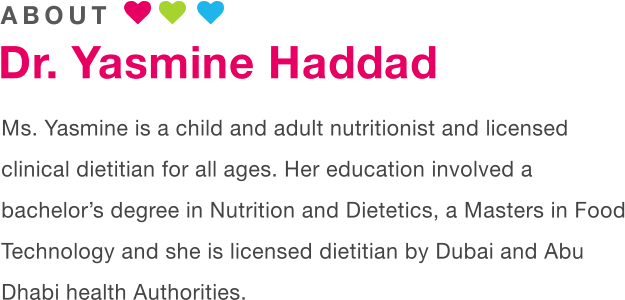 ABOUT
Dr. Yasmine Haddad
Ms. Yasmine is a child and adult nutritionist and licensed
clinical dietitian for all ages. Her education involved a
bachelor’s degree in Nutrition and Dietetics, a Masters in Food
Technology and she is licensed dietitian by Dubai and Abu
Dhabi health Authorities.